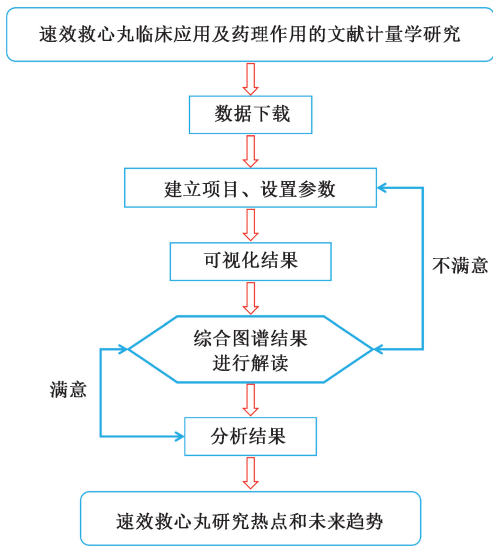 速效救心丸临床应用及药理作用的文献计量学研究
数据下载
建立项目、设置参数
可视化结果
不满意
综合图谱结果
进行解读
满意
分析结果
速效救心丸研究热点和未来趋势